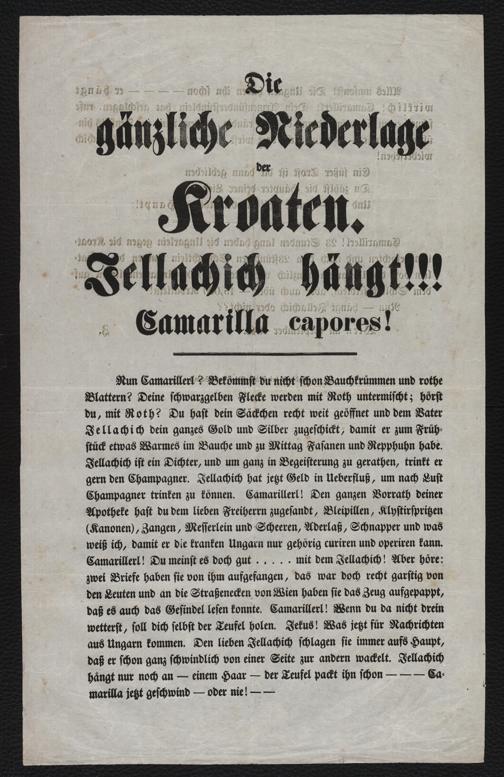 Die
gänzliche Niederlage
der
Kroaten.
Jellachich hängt!!!
Camarilla capores!
Nun Camarillerl? Bekömmst du nicht schon Bauchkrümmen und rothe
Blattern? Deine schwarzgelben Flecke werden mit Roth untermischt; hörst
du, mit Roth? Du hast dein Säckchen recht weit geöffnet und dem Vater
Jellachich dein ganzes Gold und Silber zugeschickt, damit er zum Früh-
stück etwas Warmes im Bauche und zu Mittag Fasanen und Repphuhn habe.
Jellachich ist ein Dichter, und um ganz in Begeisterung zu gerathen, trinkt er
gern den Champagner. Jellachich hat jetzt Geld in Ueberfluß, um nach Lust
Champagner trinken zu können. Camarillerl! Den ganzen Vorrath deiner
Apotheke hast du dem lieben Freiherrn zugesandt, Bleipillen, Klystirspritzen
(Kanonen), Zangen, Messerlein und Scheeren, Aderlaß, Schnapper und was
weiß ich, damit er die kranken Ungarn nur gehörig curiren und operiren kann.
Camarillerl! Du meinst es doch gut . . . . . mit dem Jellachich! Aber höre:
zwei Briefe haben sie von ihm aufgefangen, das war doch recht garstig von
den Leuten und an die Straßenecken von Wien haben sie das Zeug aufgepappt,
daß es auch das Gesindel lesen konnte. Camarillerl! Wenn du da nicht drein
wetterst, soll dich selbst der Teufel holen. Jekus! Was jetzt für Nachrichten
aus Ungarn kommen. Den lieben Jellachich schlagen sie immer aufs Haupt,
daß er schon ganz schwindlich von einer Seite zur andern wackelt. Jellachich
hängt nur noch an — einem Haar — der Teufel packt ihn schon — — — Ca-
marilla jetzt geschwind — oder nie! — —